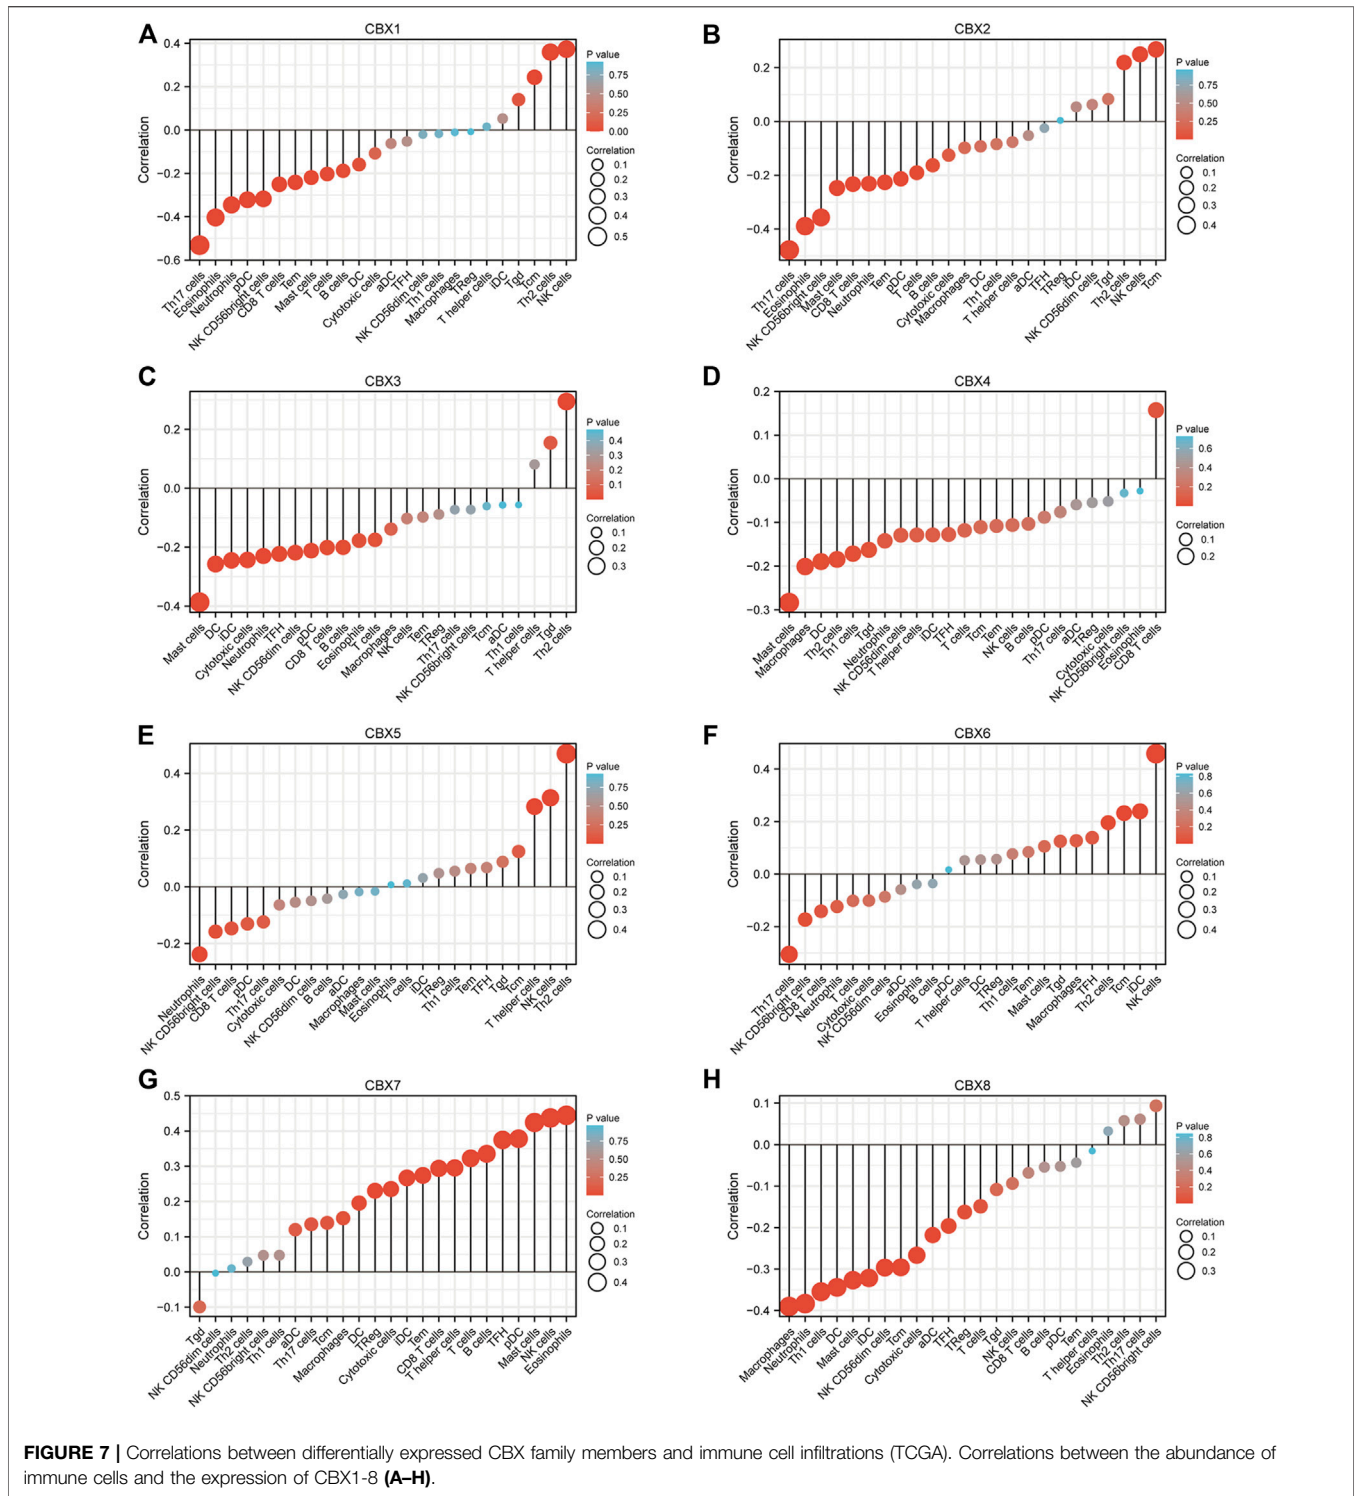 A
CBX1
Correlation
0.4
0.2
0.0
−0.2
−0.4
−0.6
Th17 cells
Eosinophils
Neutrophils
pDC
NK CD56bright cells
CD8 T cells
Tem
Mast cells
T cells
B cells
DC
Cytotoxic cells
aDC
TFH
NK CD56dim cells
Th1 cells
Macrophages
TReg
T helper cells
iDC
Tgd
Tcm
Th2 cells
NK cells
P value
0.75
0.50
0.25
0.00
Correlation
0.1
0.2
0.3
0.4
0.5
B
CBX2
Correlation
0.2
0.0
−0.2
−0.4
Th17 cells
Eosinophils
NK CD56bright cells
Mast cells
CD8 T cells
Neutrophils
Tem
pDC
T cells
B cells
Cytotoxic cells
Macrophages
DC
Th1 cells
T helper cells
aDC
TFH
TReg
iDC
NK CD56dim cells
Tgd
Th2 cells
NK cells
Tcm
P value
0.75
0.50
0.25
Correlation
0.1
0.2
0.3
0.4
C
CBX3
Correlation
0.2
0.0
−0.2
−0.4
Mast cells
DC
iDC
Cytotoxic cells
Neutrophils
TFH
NK CD56dim cells
pDC
CD8 T cells
B cells
Eosinophils
T cells
Macrophages
NK cells
Tem
TReg
Th17 cells
NK CD56bright cells
Tcm
aDC
Th1 cells
T helper cells
Tgd
Th2 cells
P value
0.4
0.3
0.2
0.1
Correlation
0.1
0.2
0.3
D
CBX4
Correlation
0.2
0.1
0.0
−0.1
−0.2
−0.3
Mast cells
Macrophages
DC
Th2 cells
Th1 cells
Tgd
Neutrophils
NK CD56dim cells
T helper cells
iDC
TFH
T cells
Tcm
Tem
NK cells
B cells
pDC
Th17 cells
aDC
TReg
Cytotoxic cells
NK CD56bright cells
Eosinophils
CD8 T cells
P value
0.6
0.4
0.2
Correlation
0.1
0.2
E
CBX5
Correlation
0.4
0.2
0.0
−0.2
Neutrophils
NK CD56bright cells
CD8 T cells
pDC
Th17 cells
Cytotoxic cells
DC
NK CD56dim cells
B cells
aDC
Macrophages
Mast cells
Eosinophils
T cells
iDC
TReg
Th1 cells
Tem
TFH
Tgd
Tcm
T helper cells
NK cells
Th2 cells
P value
0.75
0.50
0.25
Correlation
0.1
0.2
0.3
0.4
F
CBX6
Correlation
0.4
0.2
0.0
−0.2
Th17 cells
NK CD56bright cells
CD8 T cells
Neutrophils
T cells
Cytotoxic cells
NK CD56dim cells
aDC
Eosinophils
B cells
pDC
T helper cells
DC
TReg
Th1 cells
Tem
Mast cells
Tgd
Macrophages
TFH
Th2 cells
Tcm
iDC
NK cells
P value
0.8
0.6
0.4
0.2
Correlation
0.1
0.2
0.3
0.4
G
CBX7
Correlation
0.5
0.4
0.3
0.2
0.1
0.0
−0.1
Tgd
NK CD56dim cells
Neutrophils
Th2 cells
NK CD56bright cells
Th1 cells
aDC
Th17 cells
Tcm
Macrophages
DC
TReg
Cytotoxic cells
iDC
Tem
CD8 T cells
T helper cells
T cells
B cells
TFH
pDC
Mast cells
NK cells
Eosinophils
P value
0.75
0.50
0.25
Correlation
0.1
0.2
0.3
0.4
H
CBX8
Correlation
0.1
0.0
−0.1
−0.2
−0.3
−0.4
Macrophages
Neutrophils
Th1 cells
DC
Mast cells
iDC
NK CD56dim cells
Tcm
Cytotoxic cells
aDC
TFH
TReg
T cells
Tgd
NK cells
CD8 T cells
B cells
pDC
Tem
T helper cells
Eosinophils
Th2 cells
Th17 cells
NK CD56bright cells
P value
0.8
0.6
0.4
0.2
Correlation
0.1
0.2
0.3
FIGURE 7 | Correlations between differentially expressed CBX family members and immune cell infiltrations (TCGA). Correlations between the abundance of
immune cells and the expression of CBX1-8 (A–H).